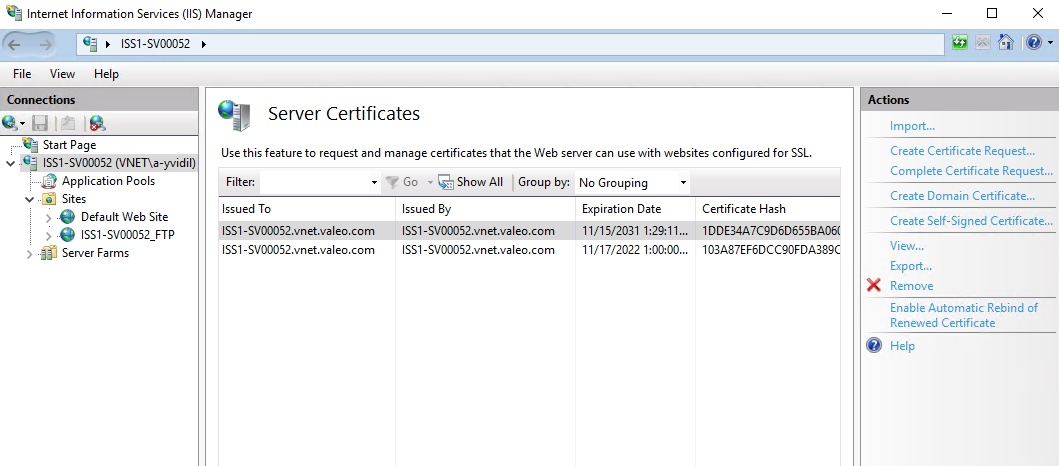 Internet Information Services (IIS) Manager
ISS1-SV00052
File View Help
Connections
Start Page
ISS1-SV00052 (VNET\a-yvidil)
Application Pools
Sites
Default Web Site
ISS1-SV00052_FTP
Server Farms
Server Certificates
Use this feature to request and manage certificates that the Web server can use with websites configured for SSL.
Filter: Go Show All Group by: No Grouping
Issued To Issued By Expiration Date Certificate Hash
ISS1-SV00052.vnet.valeo.com ISS1-SV00052.vnet.valeo.com 11/15/2031 1:29:11... 1DDE34A7C9D6D655BA060
ISS1-SV00052.vnet.valeo.com ISS1-SV00052.vnet.valeo.com 11/17/2022 1:00:00... 103A87EF6DCC90FDA389C
Actions
Import...
Create Certificate Request...
Complete Certificate Request...
Create Domain Certificate...
Create Self-Signed Certificate...
View...
Export...
Remove
Enable Automatic Rebind of
Renewed Certificate
Help